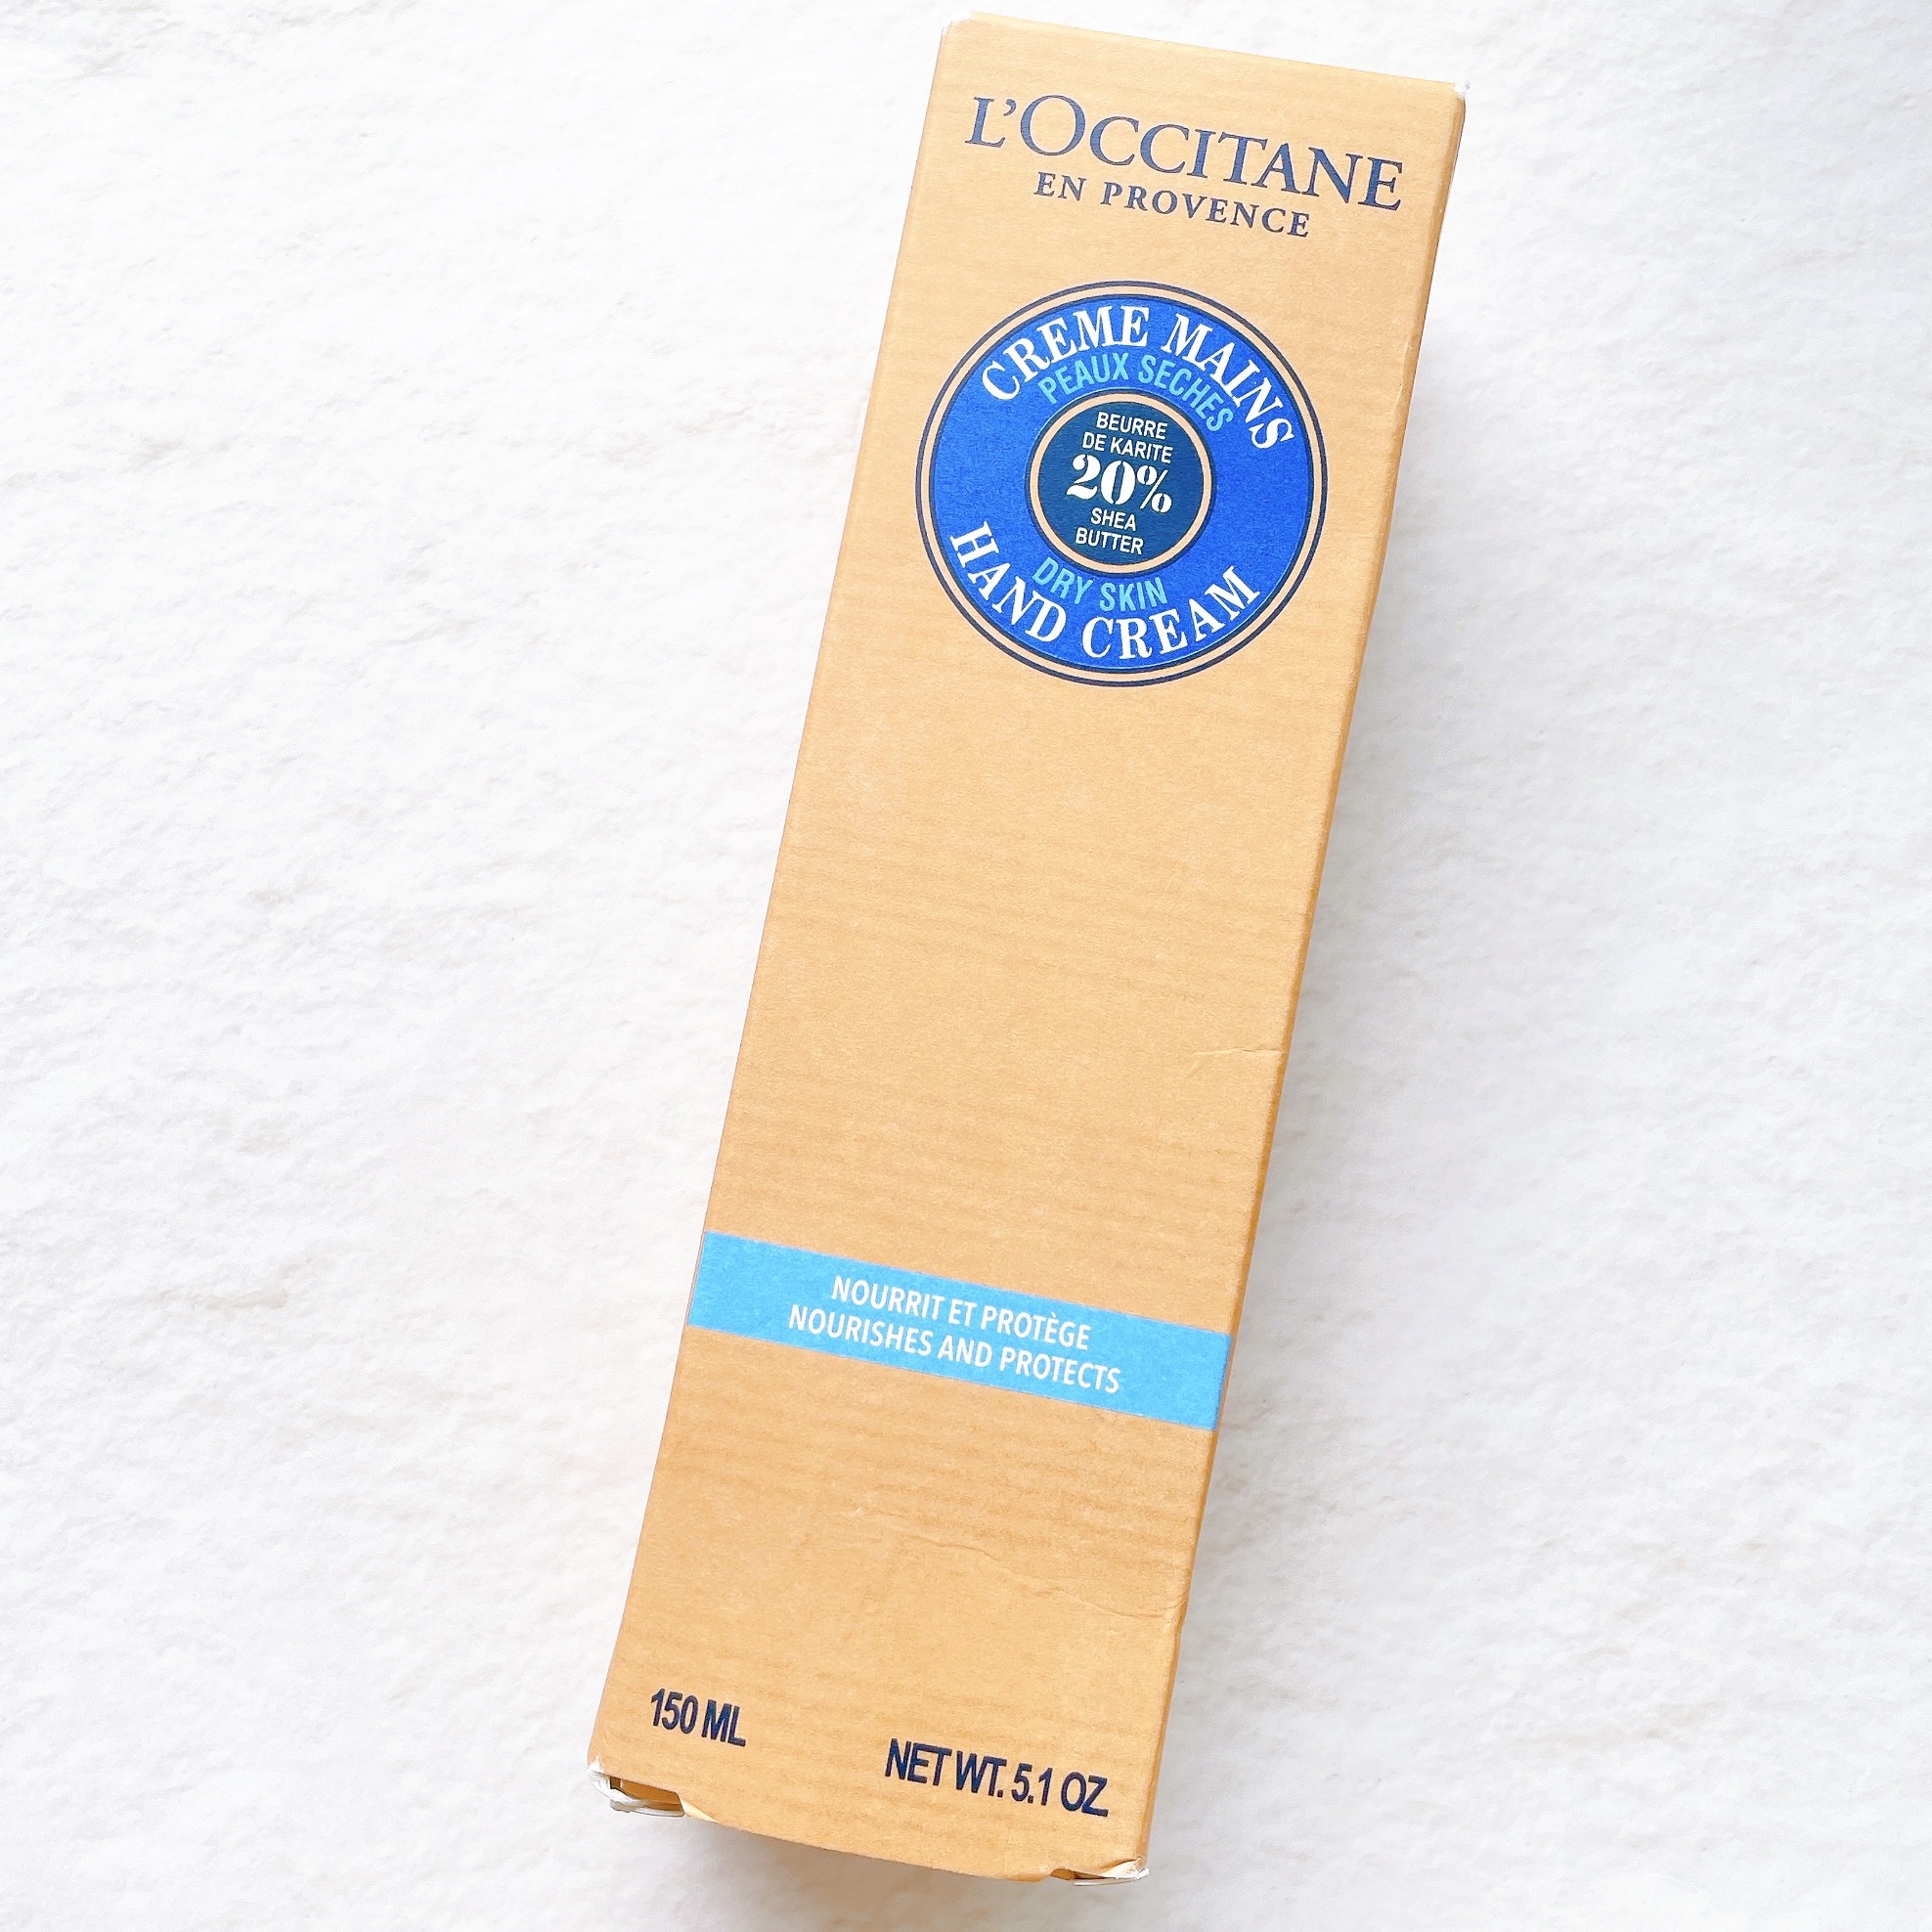 L'OCCITANE
EN PROVENCE
CREME MAINS
PEAUX SECHES
BEURRE
DE KARITE
20%
SHEA
BUTTER
DRY SKIN
HAND CREAM
NOURRIT ET PROTÈGE
NOURISHES AND PROTECTS
150 ML
NET WT. 5.1 OZ